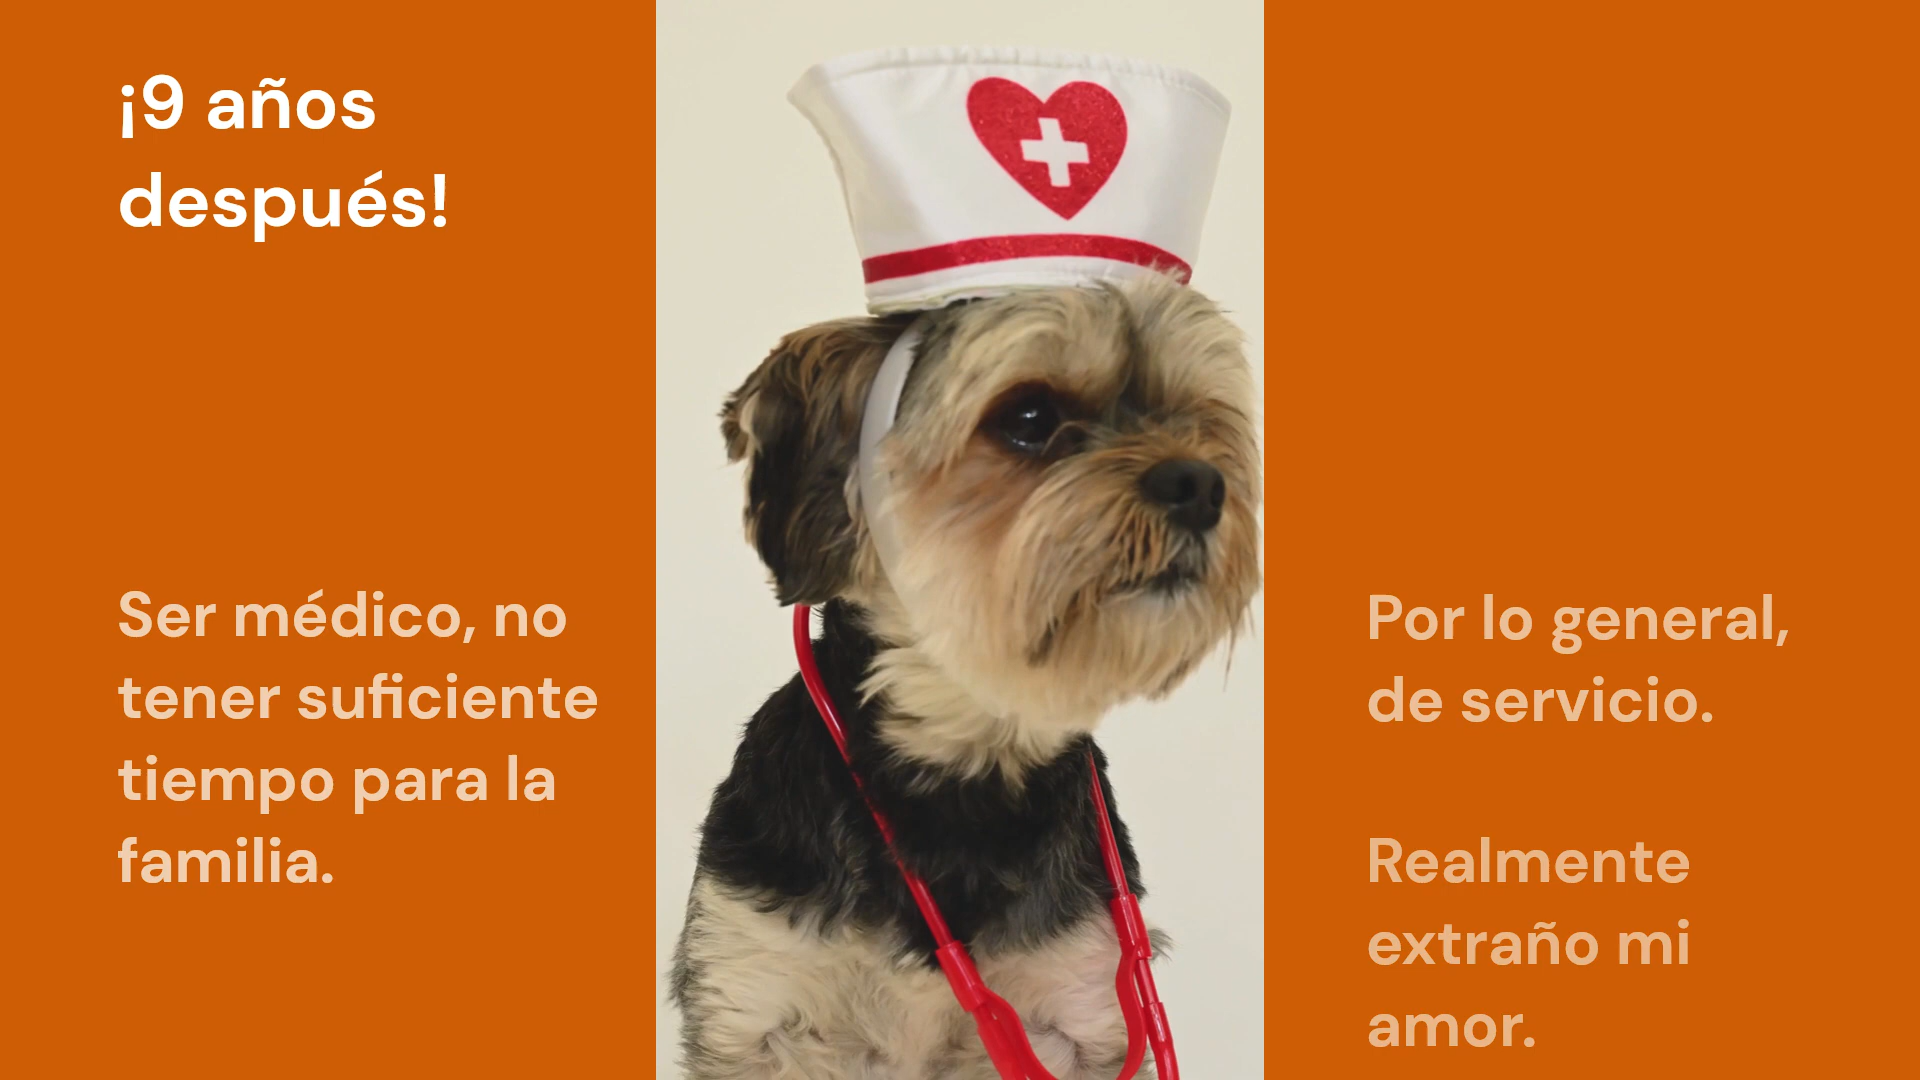 ¡9 años
después!
Ser médico, no
tener suficiente
tiempo para la
familia.
Por lo general,
de servicio.
Realmente
extraño mi
amor.